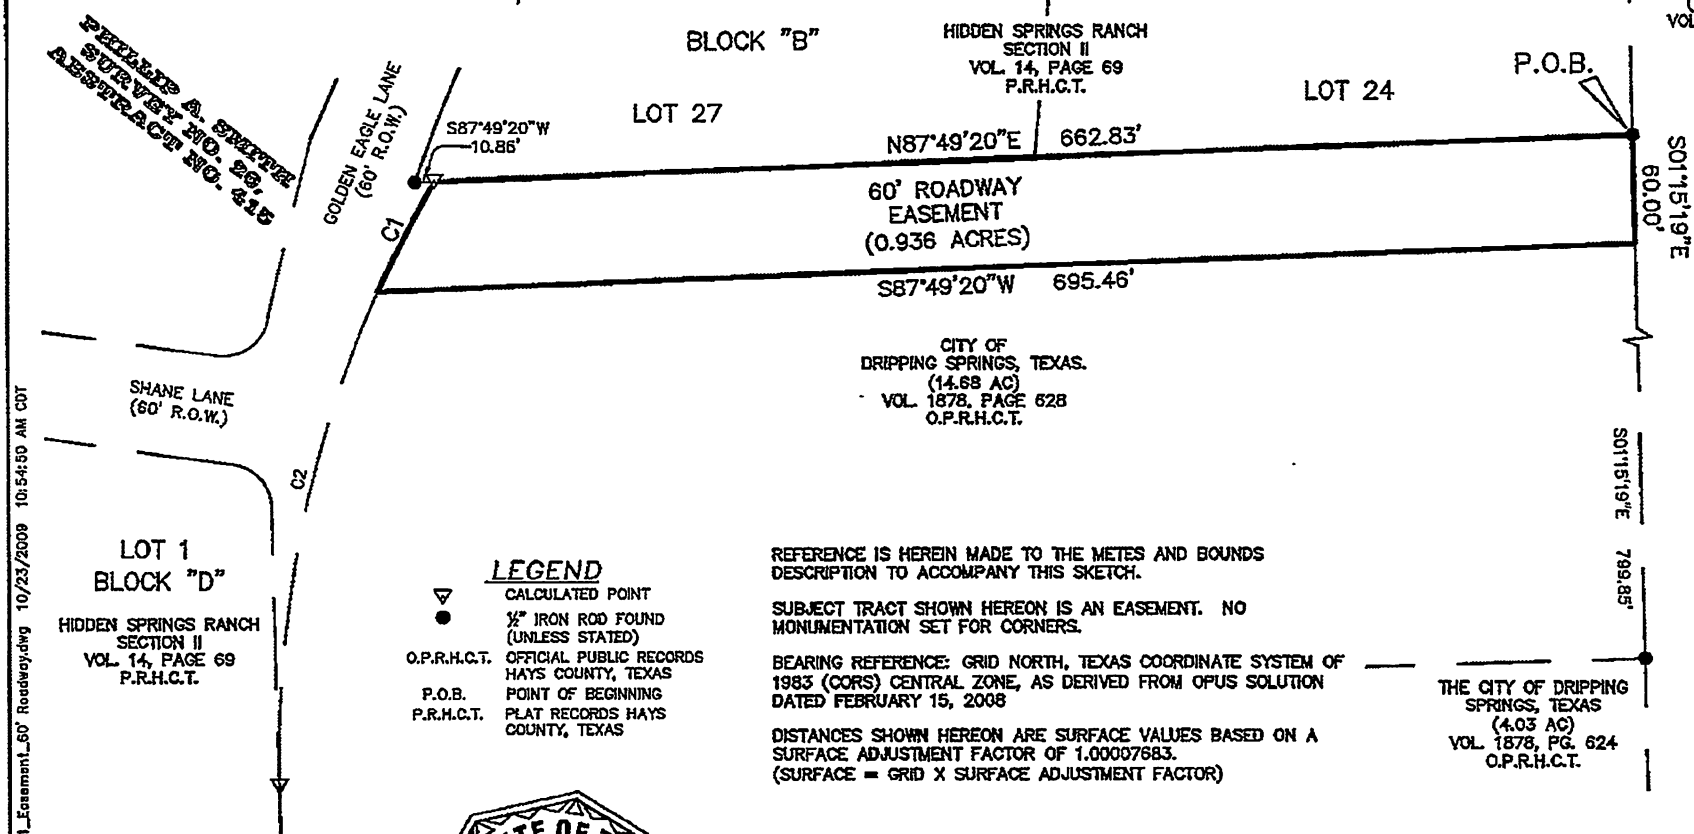 PHILLIP A. SMITH
SURVEY NO. 26,
ABSTRACT NO. 415
GOLDEN EAGLE LANE
(60' R.O.W.)
BLOCK "B"
LOT 27
HIDDEN SPRINGS RANCH
SECTION II
VOL. 14, PAGE 69
P.R.H.C.T.
LOT 24
P.O.B.
VOL
S87°49'20"W
10.86'
N87°49'20"E 662.83'
S01°15'19"E
60.00'
C1
60' ROADWAY
EASEMENT
(0.936 ACRES)
S87°49'20"W 695.46'
CITY OF
DRIPPING SPRINGS, TEXAS.
(14.68 AC)
VOL. 1878, PAGE 628
O.P.R.H.C.T.
SHANE LANE
(60' R.O.W.)
C2
S01°15'19"E 799.85'
LOT 1
BLOCK "D"
HIDDEN SPRINGS RANCH
SECTION II
VOL. 14, PAGE 69
P.R.H.C.T.
LEGEND
CALCULATED POINT
½" IRON ROD FOUND
(UNLESS STATED)
O.P.R.H.C.T. OFFICIAL PUBLIC RECORDS
HAYS COUNTY, TEXAS
P.O.B. POINT OF BEGINNING
P.R.H.C.T. PLAT RECORDS HAYS
COUNTY, TEXAS
REFERENCE IS HEREIN MADE TO THE METES AND BOUNDS
DESCRIPTION TO ACCOMPANY THIS SKETCH.
SUBJECT TRACT SHOWN HEREON IS AN EASEMENT. NO
MONUMENTATION SET FOR CORNERS.
BEARING REFERENCE: GRID NORTH, TEXAS COORDINATE SYSTEM OF
1983 (CORS) CENTRAL ZONE, AS DERIVED FROM OPUS SOLUTION
DATED FEBRUARY 15, 2008
DISTANCES SHOWN HEREON ARE SURFACE VALUES BASED ON A
SURFACE ADJUSTMENT FACTOR OF 1.00007683.
(SURFACE = GRID X SURFACE ADJUSTMENT FACTOR)
THE CITY OF DRIPPING
SPRINGS, TEXAS
(4.03 AC)
VOL. 1878, PG. 624
O.P.R.H.C.T.
_Easement_60' Roadway.dwg 10/23/2009 10:54:50 AM CDT
TE OF